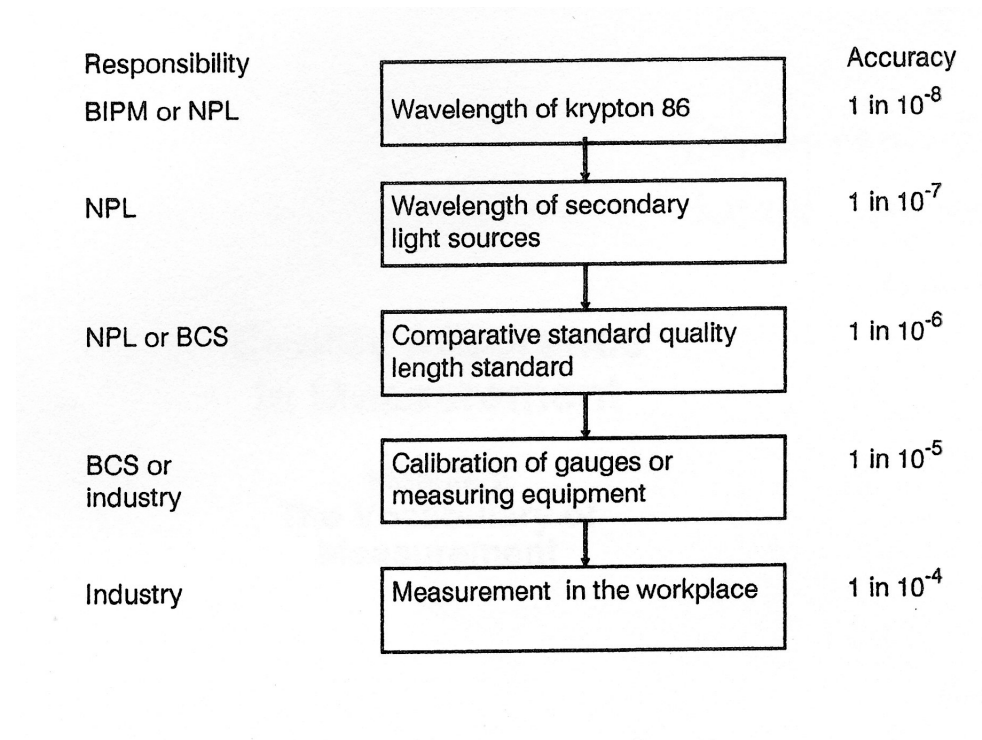 Responsibility
Accuracy
BIPM or NPL
Wavelength of krypton 86
1 in 10⁻⁸
NPL
Wavelength of secondary
light sources
1 in 10⁻⁷
NPL or BCS
Comparative standard quality
length standard
1 in 10⁻⁶
BCS or
industry
Calibration of gauges or
measuring equipment
1 in 10⁻⁵
Industry
Measurement in the workplace
1 in 10⁻⁴